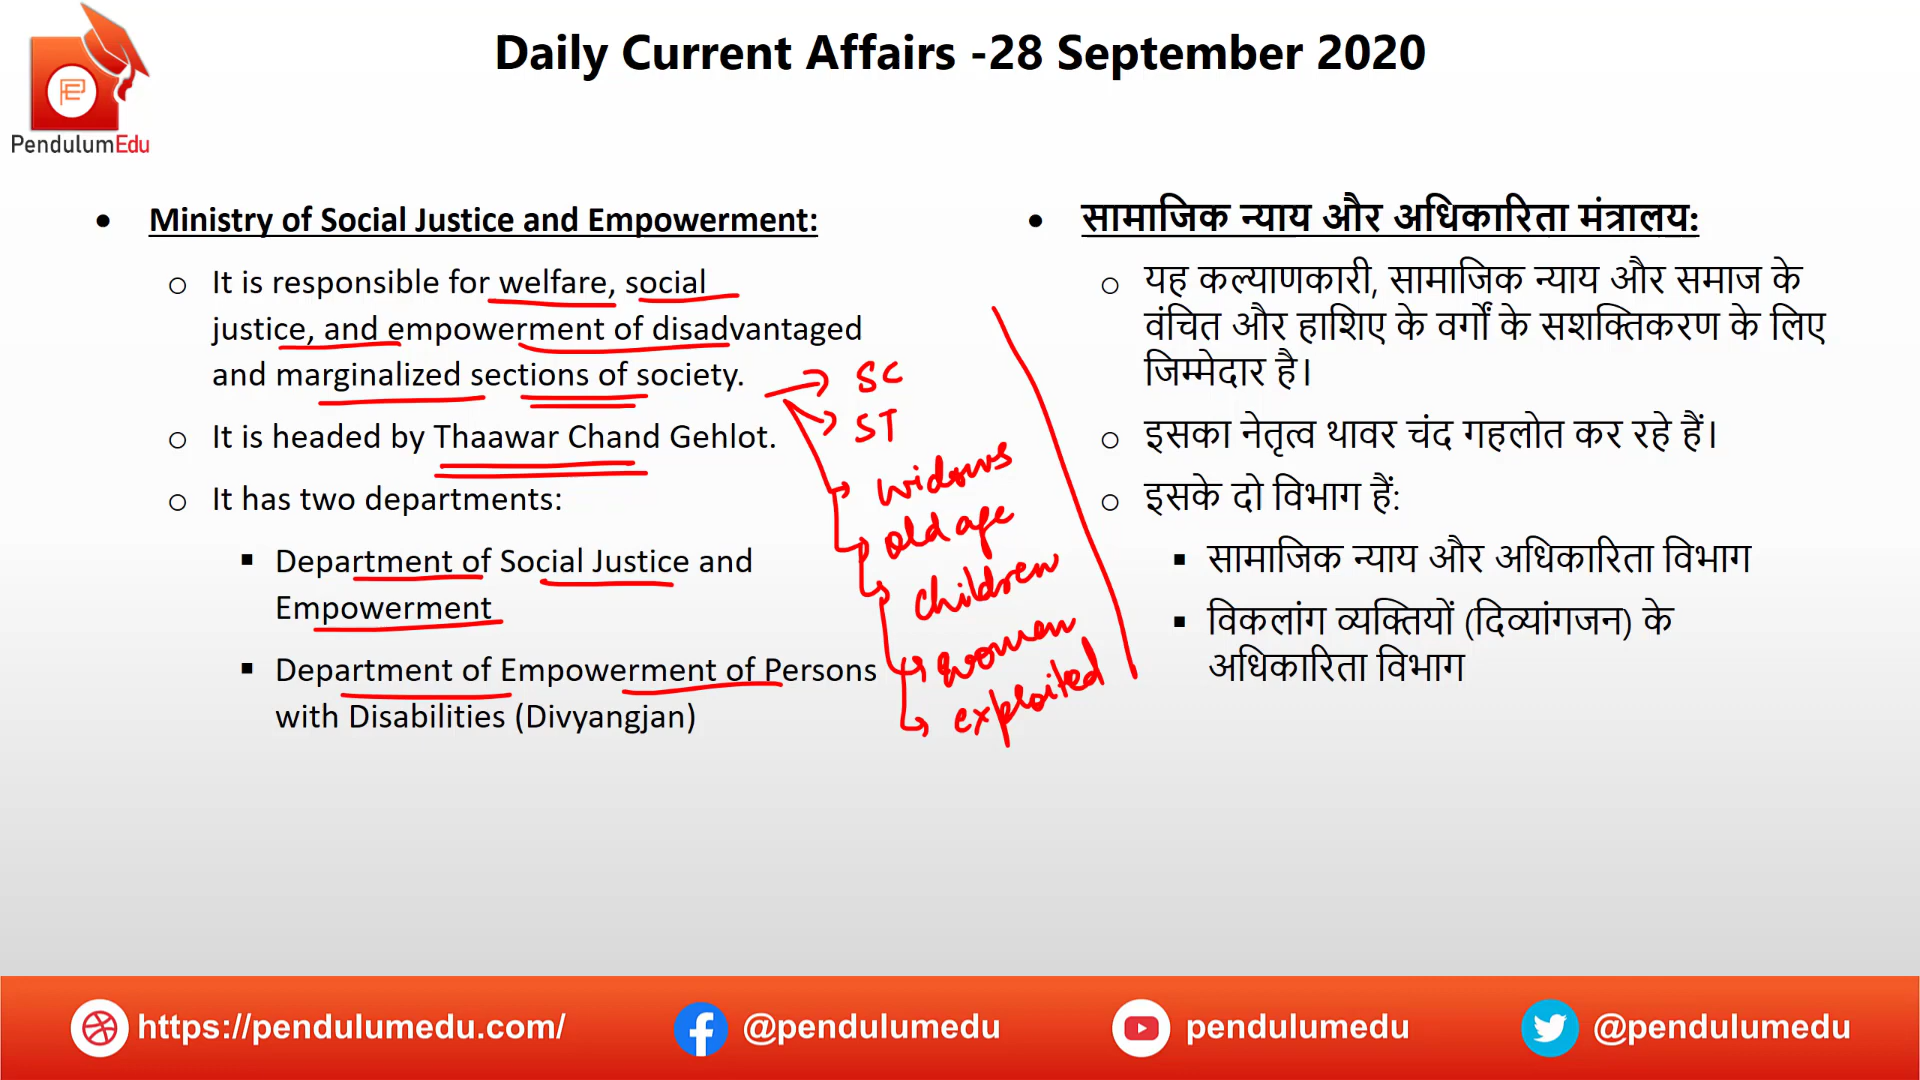 Daily Current Affairs -28 September 2020
PendulumEdu
Ministry of Social Justice and Empowerment:
It is responsible for welfare, social
justice, and empowerment of disadvantaged
and marginalized sections of society.
It is headed by Thaawar Chand Gehlot.
It has two departments:
Department of Social Justice and
Empowerment
Department of Empowerment of Persons
with Disabilities (Divyangjan)
SC
ST
widows
old age
children
women
exploited
सामाजिक न्याय और अधिकारिता मंत्रालय:
यह कल्याणकारी, सामाजिक न्याय और समाज के
वंचित और हाशिए के वर्गों के सशक्तिकरण के लिए
जिम्मेदार है।
इसका नेतृत्व थावर चंद गहलोत कर रहे हैं।
इसके दो विभाग हैं:
सामाजिक न्याय और अधिकारिता विभाग
विकलांग व्यक्तियों (दिव्यांगजन) के
अधिकारिता विभाग
https://pendulumedu.com/
@pendulumedu
pendulumedu
@pendulumedu